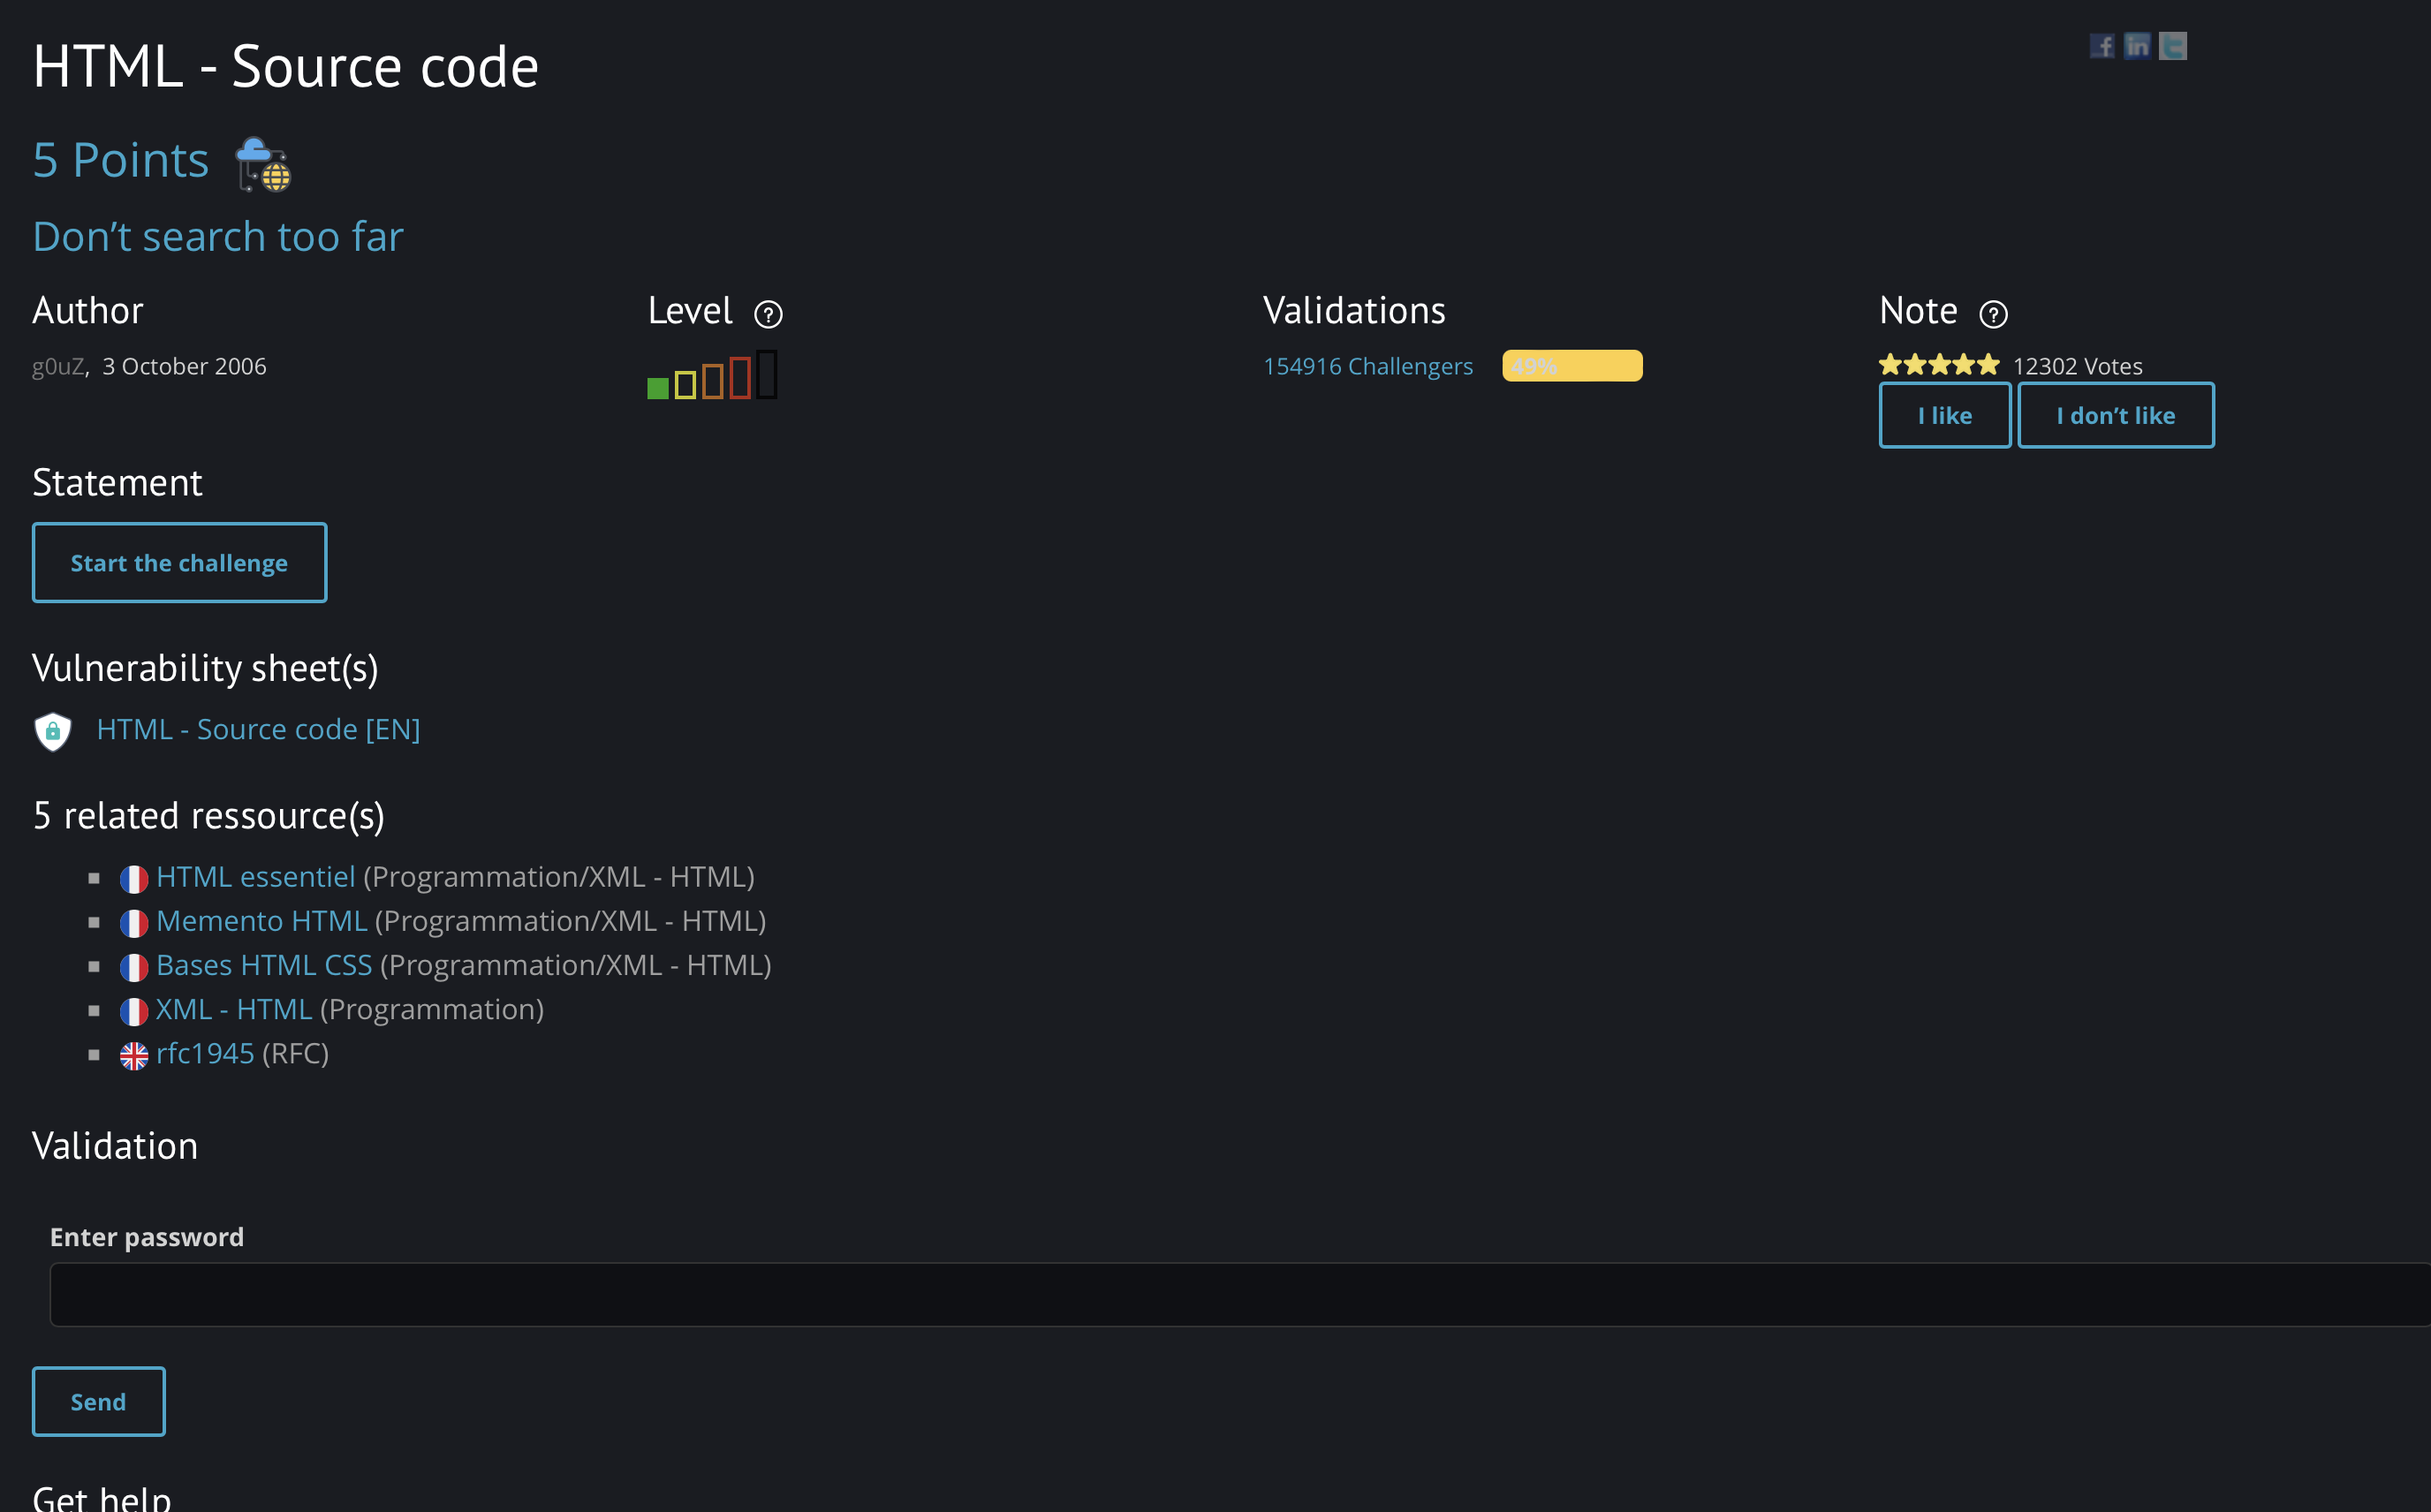 HTML - Source code
5 Points
Don’t search too far
Author
g0uZ,  3 October 2006
Level ?
Validations
154916 Challengers 49%
Note ?
12302 Votes
I like
I don’t like
Statement
Start the challenge
Vulnerability sheet(s)
HTML - Source code [EN]
5 related ressource(s)
HTML essentiel (Programmation/XML - HTML)
Memento HTML (Programmation/XML - HTML)
Bases HTML CSS (Programmation/XML - HTML)
XML - HTML (Programmation)
rfc1945 (RFC)
Validation
Enter password
Send
Get help